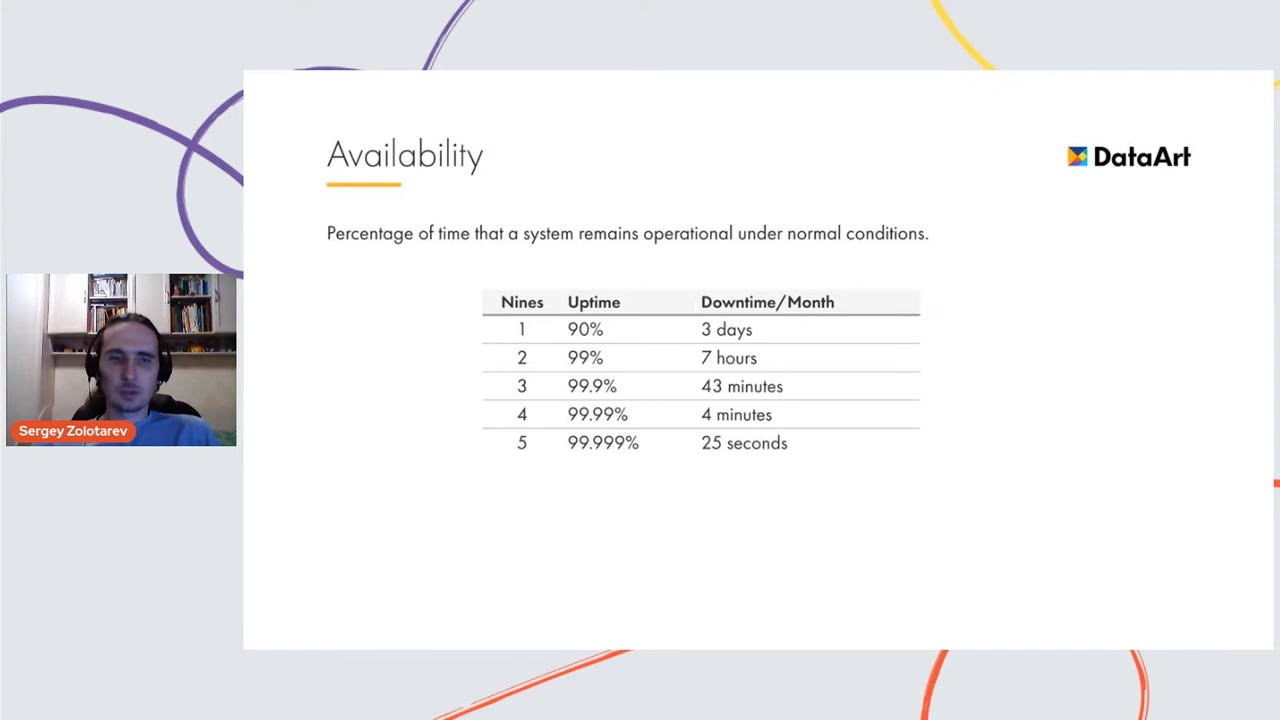 Availability
DataArt
Percentage of time that a system remains operational under normal conditions.
Nines Uptime Downtime/Month
1 90% 3 days
2 99% 7 hours
3 99.9% 43 minutes
4 99.99% 4 minutes
5 99.999% 25 seconds
Sergey Zolotarev